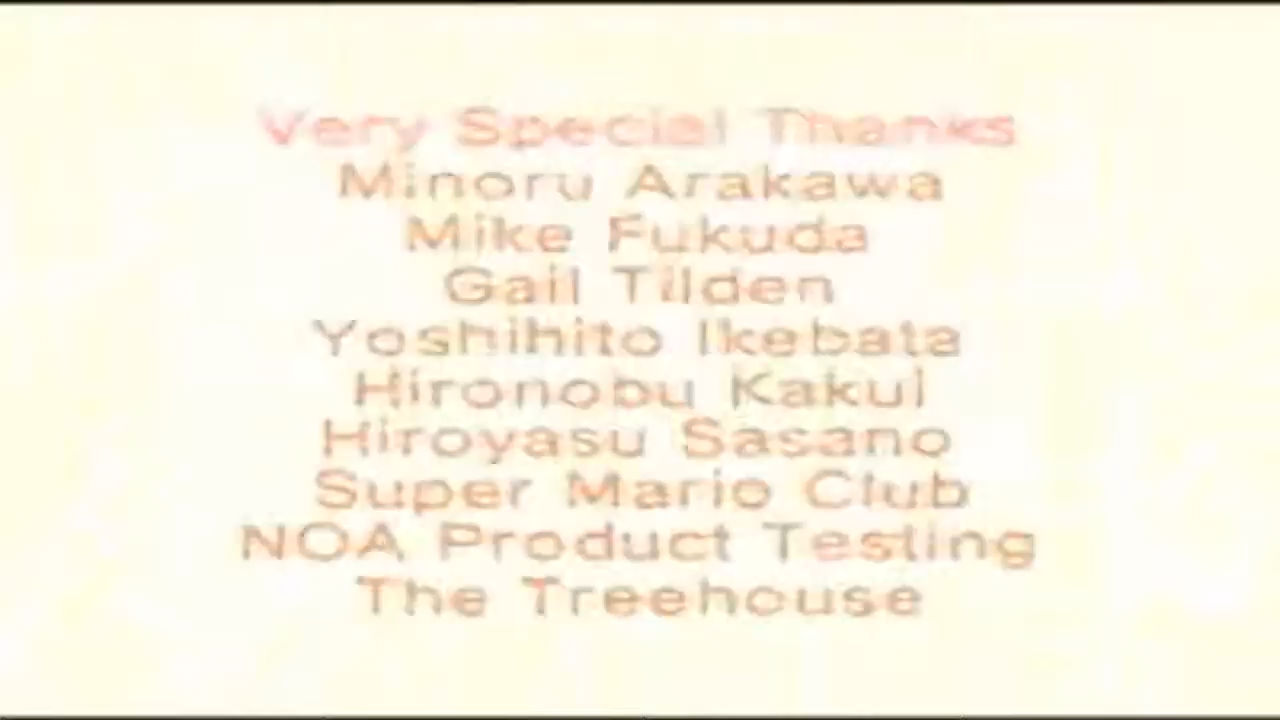 Very Special Thanks
Minoru Arakawa
Mike Fukuda
Gail Tilden
Yoshihito Ikebata
Hironobu Kakui
Hiroyasu Sasano
Super Mario Club
NOA Product Testing
The Treehouse